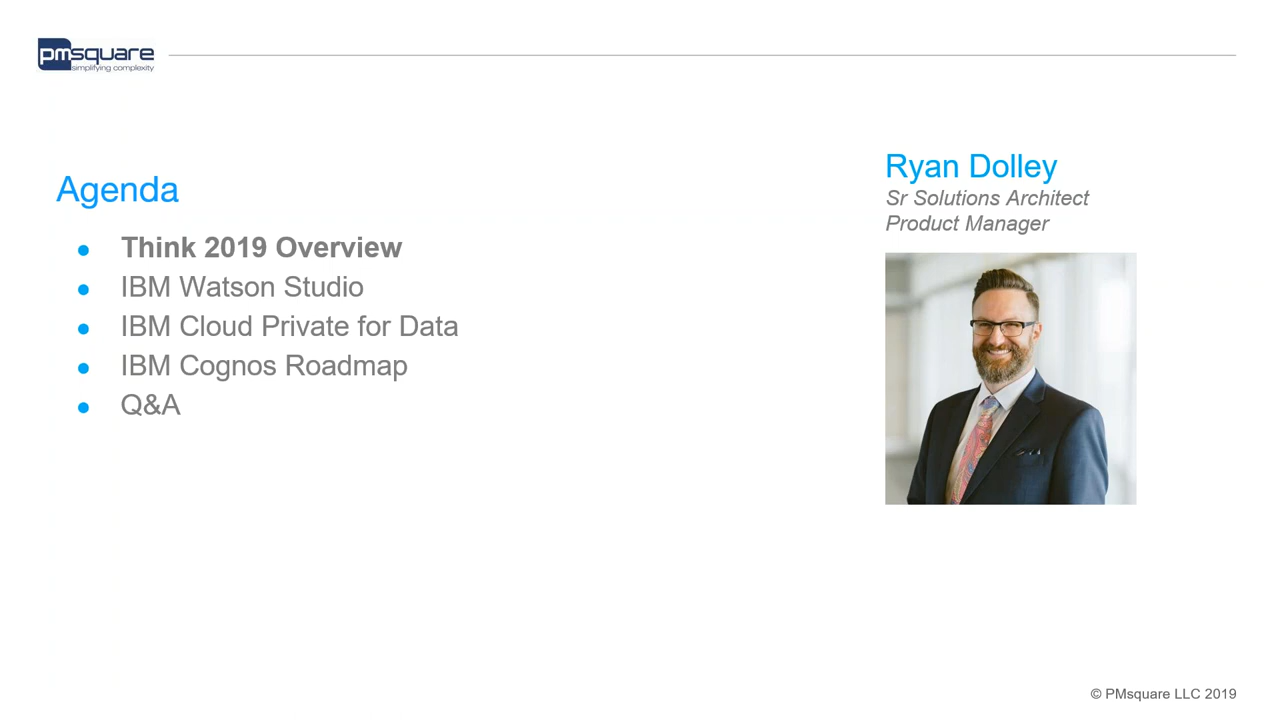 pmsquare
simplifying complexity
Agenda
● Think 2019 Overview
● IBM Watson Studio
● IBM Cloud Private for Data
● IBM Cognos Roadmap
● Q&A
Ryan Dolley
Sr Solutions Architect
Product Manager
© PMsquare LLC 2019